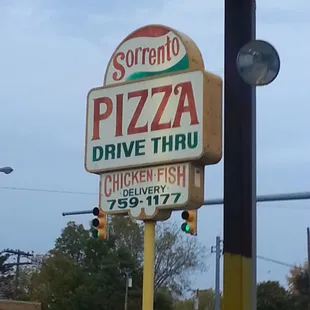 Sorrento
PIZZA
DRIVE THRU
CHICKEN-FISH
DELIVERY
759-1177